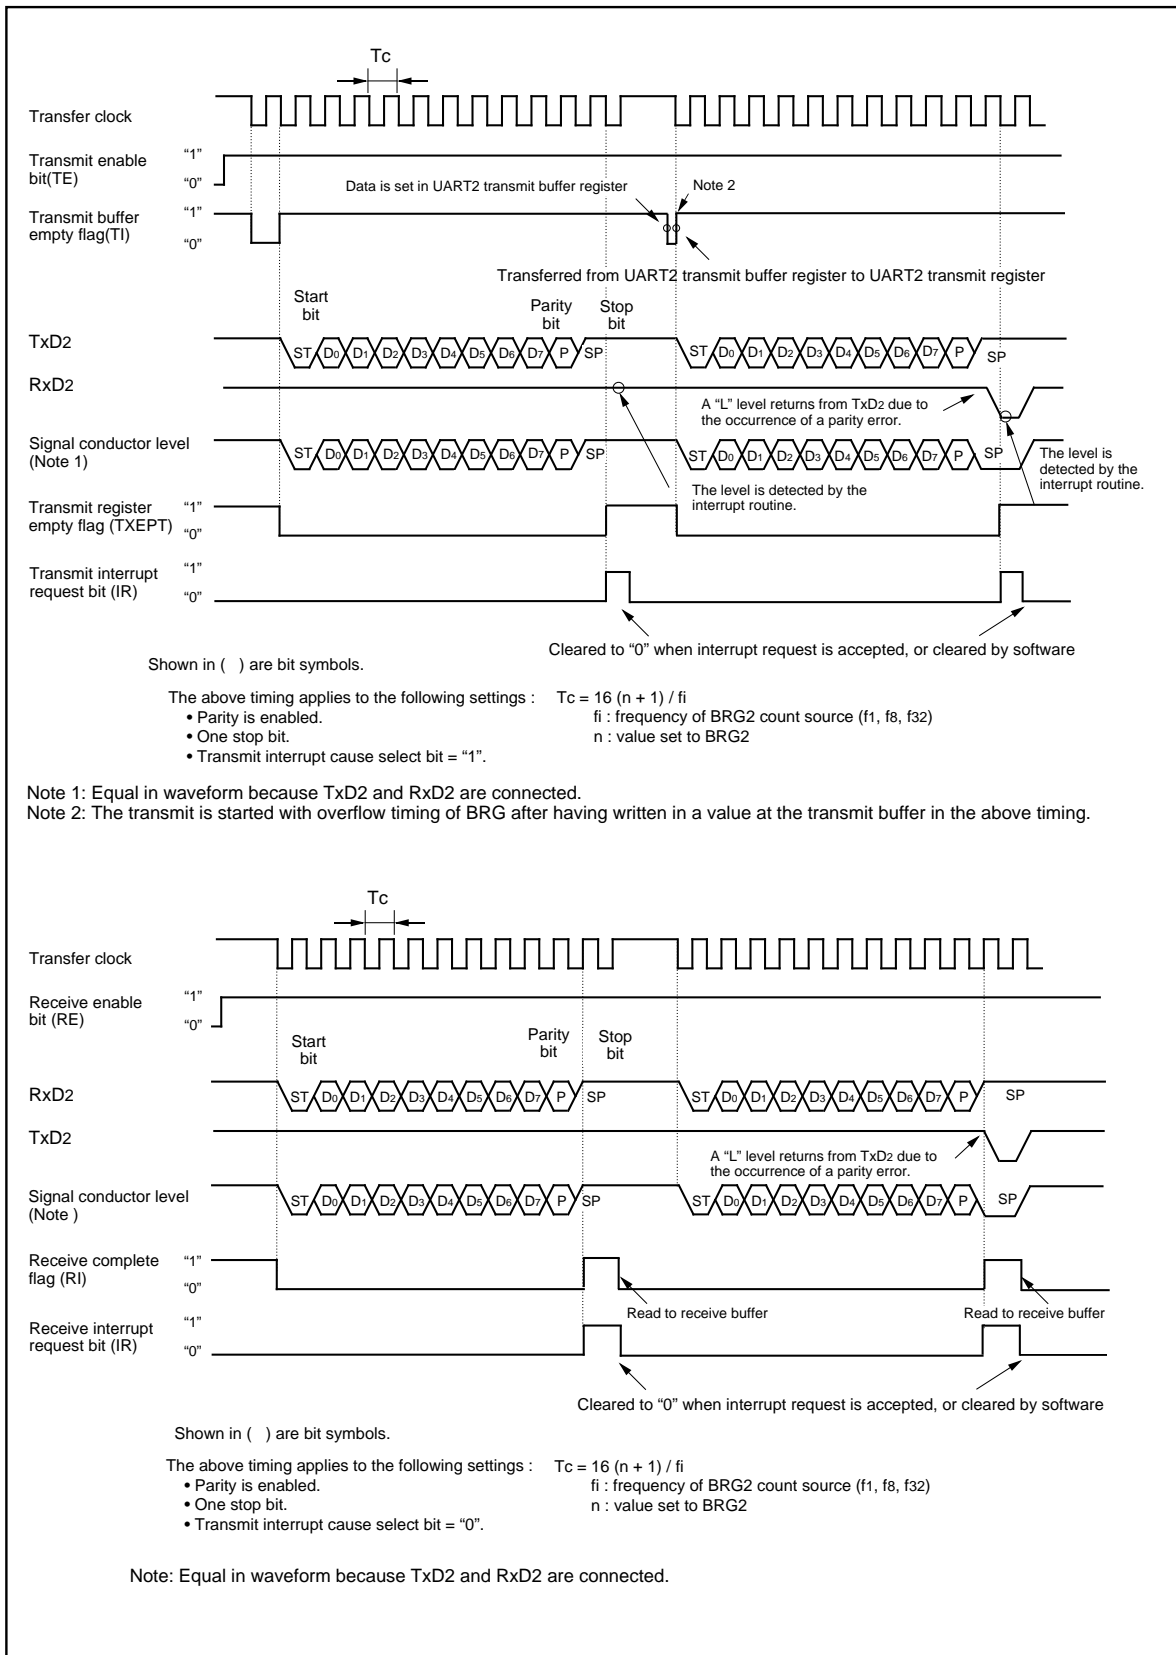 Tc
Transfer clock
Transmit enable
bit(TE)
“1”
“0”
Data is set in UART2 transmit buffer register
Note 2
Transmit buffer
empty flag(TI)
“1”
“0”
Transferred from UART2 transmit buffer register to UART2 transmit register
Start
bit
Parity
bit
Stop
bit
TxD2
ST D0 D1 D2 D3 D4 D5 D6 D7 P SP
ST D0 D1 D2 D3 D4 D5 D6 D7 P SP
RxD2
A “L” level returns from TxD2 due to
the occurrence of a parity error.
Signal conductor level
(Note 1)
ST D0 D1 D2 D3 D4 D5 D6 D7 P SP
ST D0 D1 D2 D3 D4 D5 D6 D7 P SP
The level is
detected by the
interrupt routine.
The level is detected by the
interrupt routine.
Transmit register
empty flag (TXEPT)
“1”
“0”
Transmit interrupt
request bit (IR)
“1”
“0”
Cleared to “0” when interrupt request is accepted, or cleared by software
Shown in ( ) are bit symbols.
The above timing applies to the following settings :
• Parity is enabled.
• One stop bit.
• Transmit interrupt cause select bit = “1”.
Tc = 16 (n + 1) / fi
fi : frequency of BRG2 count source (f1, f8, f32)
n : value set to BRG2
Note 1: Equal in waveform because TxD2 and RxD2 are connected.
Note 2: The transmit is started with overflow timing of BRG after having written in a value at the transmit buffer in the above timing.
Tc
Transfer clock
Receive enable
bit (RE)
“1”
“0”
Start
bit
Parity
bit
Stop
bit
RxD2
ST D0 D1 D2 D3 D4 D5 D6 D7 P SP
ST D0 D1 D2 D3 D4 D5 D6 D7 P SP
TxD2
A “L” level returns from TxD2 due to
the occurrence of a parity error.
Signal conductor level
(Note )
ST D0 D1 D2 D3 D4 D5 D6 D7 P SP
ST D0 D1 D2 D3 D4 D5 D6 D7 P SP
Receive complete
flag (RI)
“1”
“0”
Read to receive buffer
Read to receive buffer
Receive interrupt
request bit (IR)
“1”
“0”
Cleared to “0” when interrupt request is accepted, or cleared by software
Shown in ( ) are bit symbols.
The above timing applies to the following settings :
• Parity is enabled.
• One stop bit.
• Transmit interrupt cause select bit = “0”.
Tc = 16 (n + 1) / fi
fi : frequency of BRG2 count source (f1, f8, f32)
n : value set to BRG2
Note: Equal in waveform because TxD2 and RxD2 are connected.